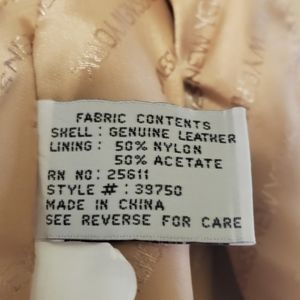 FABRIC CONTENTS
SHELL : GENUINE LEATHER
LINING : 50% NYLON
50% ACETATE
RN NO: 25611
STYLE # : 39750
MADE IN CHINA
SEE REVERSE FOR CARE